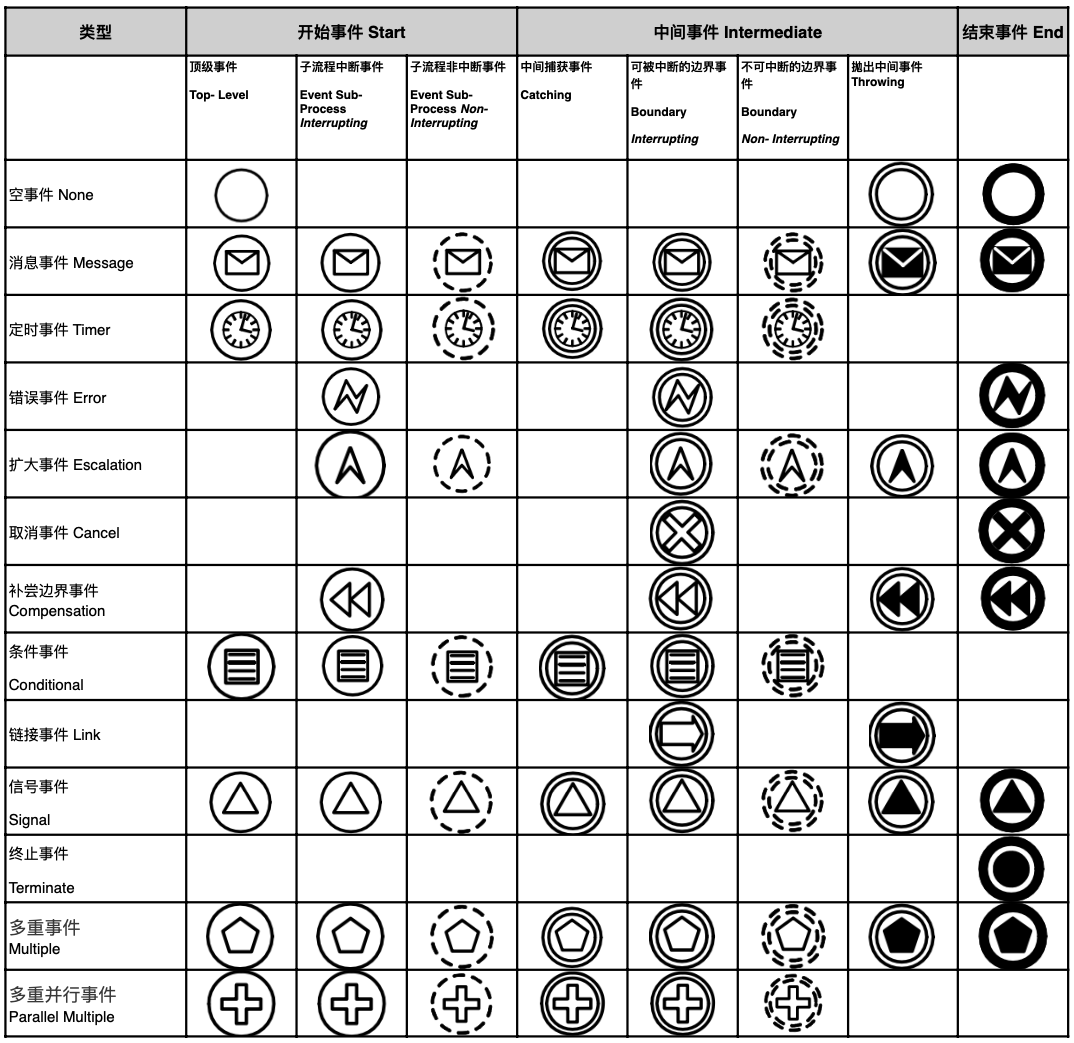 类型
开始事件 Start
中间事件 Intermediate
结束事件 End
顶级事件
Top- Level
子流程中断事件
Event Sub-
Process
Interrupting
子流程非中断事件
Event Sub-
Process Non-
Interrupting
中间捕获事件
Catching
可被中断的边界事
件
Boundary
Interrupting
不可中断的边界事
件
Boundary
Non- Interrupting
抛出中间事件
Throwing
空事件 None
消息事件 Message
定时事件 Timer
错误事件 Error
扩大事件 Escalation
取消事件 Cancel
补尝边界事件
Compensation
条件事件
Conditional
链接事件 Link
信号事件
Signal
终止事件
Terminate
多重事件
Multiple
多重并行事件
Parallel Multiple